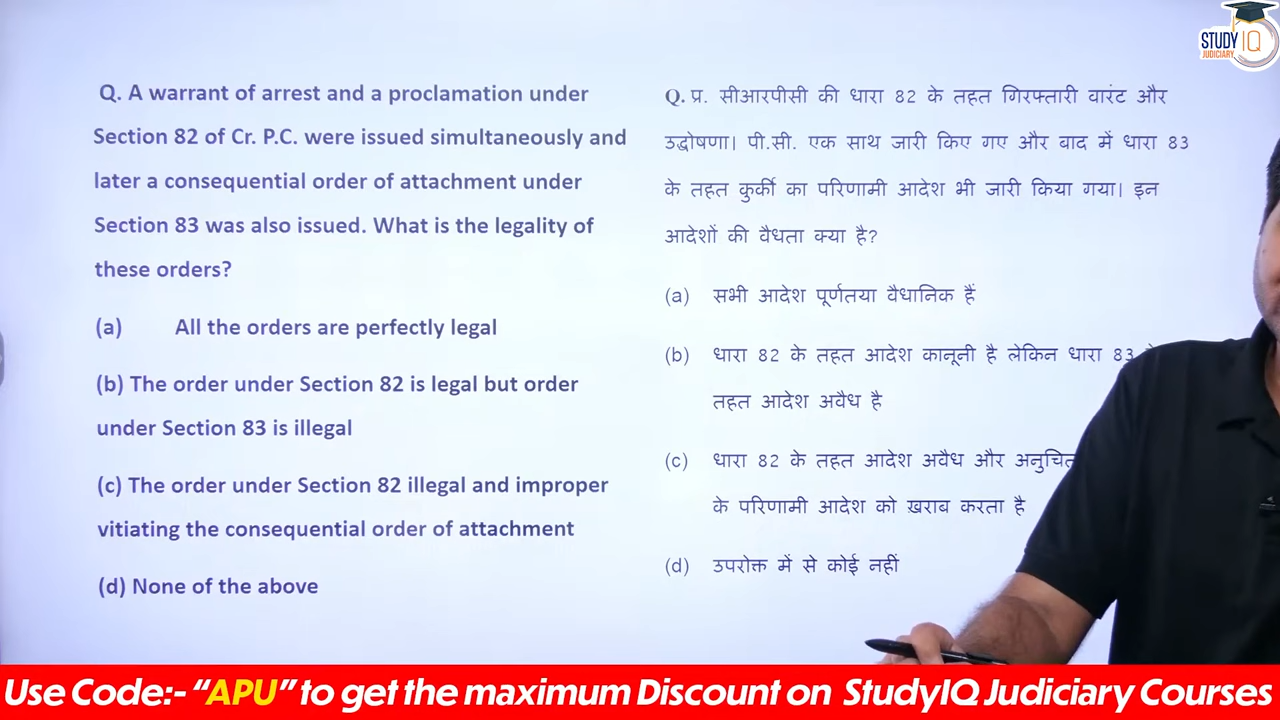 STUDY IQ
JUDICIARY
Q. A warrant of arrest and a proclamation under
Section 82 of Cr. P.C. were issued simultaneously and
later a consequential order of attachment under
Section 83 was also issued. What is the legality of
these orders?
(a) All the orders are perfectly legal
(b) The order under Section 82 is legal but order
under Section 83 is illegal
(c) The order under Section 82 illegal and improper
vitiating the consequential order of attachment
(d) None of the above
Q. प्र. सीआरपीसी की धारा 82 के तहत गिरफ्तारी वारंट और
उद्घोषणा। पी.सी. एक साथ जारी किए गए और बाद में धारा 83
के तहत कुर्की का परिणामी आदेश भी जारी किया गया। इन
आदेशों की वैधता क्या है?
(a) सभी आदेश पूर्णतया वैधानिक हैं
(b) धारा 82 के तहत आदेश कानूनी है लेकिन धारा 83
तहत आदेश अवैध है
(c) धारा 82 के तहत आदेश अवैध और अनुचित
के परिणामी आदेश को ख़राब करता है
(d) उपरोक्त में से कोई नहीं
Use Code:- “APU” to get the maximum Discount on StudyIQ Judiciary Courses